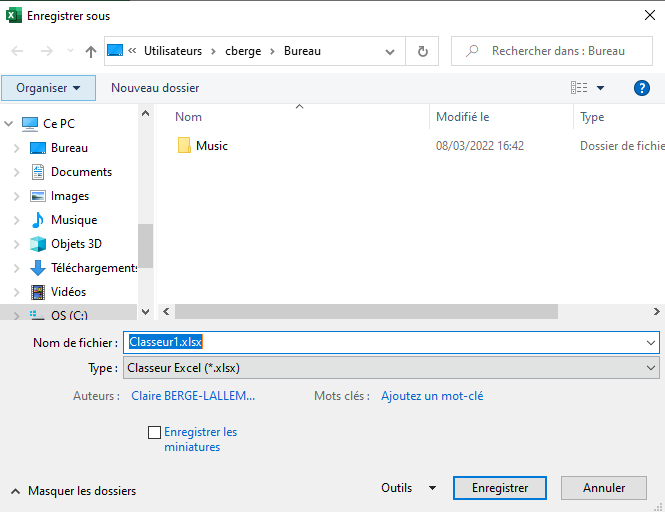 Enregistrer sous
« Utilisateurs > cberge > Bureau
Rechercher dans : Bureau
Organiser
Nouveau dossier
?
Ce PC
Bureau
Documents
Images
Musique
Objets 3D
Téléchargements
Vidéos
OS (C:)
Nom
Modifié le
Type
Music
08/03/2022 16:42
Dossier de fichie
Nom de fichier :
Classeur1.xlsx
Type :
Classeur Excel (*.xlsx)
Auteurs :
Claire BERGE-LALLEM...
Mots clés :
Ajoutez un mot-clé
Enregistrer les
miniatures
Masquer les dossiers
Outils
Enregistrer
Annuler